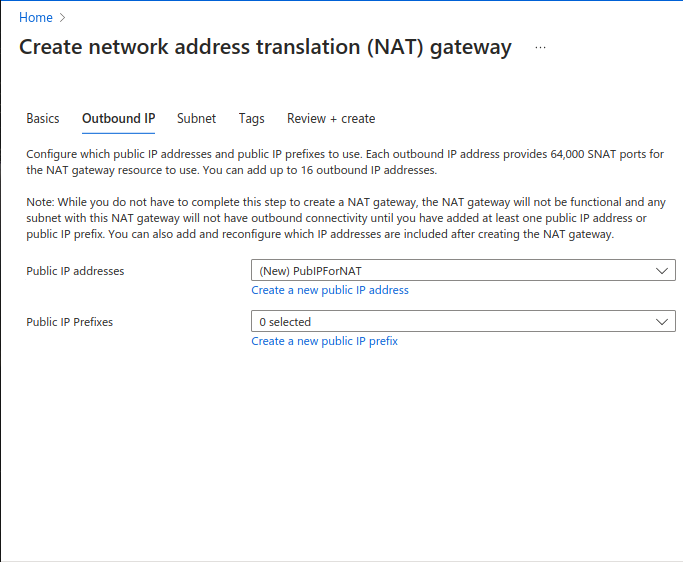 Home
Create network address translation (NAT) gateway ...
Basics Outbound IP Subnet Tags Review + create
Configure which public IP addresses and public IP prefixes to use. Each outbound IP address provides 64,000 SNAT ports for
the NAT gateway resource to use. You can add up to 16 outbound IP addresses.
Note: While you do not have to complete this step to create a NAT gateway, the NAT gateway will not be functional and any
subnet with this NAT gateway will not have outbound connectivity until you have added at least one public IP address or
public IP prefix. You can also add and reconfigure which IP addresses are included after creating the NAT gateway.
Public IP addresses (New) PubIPForNAT
Create a new public IP address
Public IP Prefixes 0 selected
Create a new public IP prefix